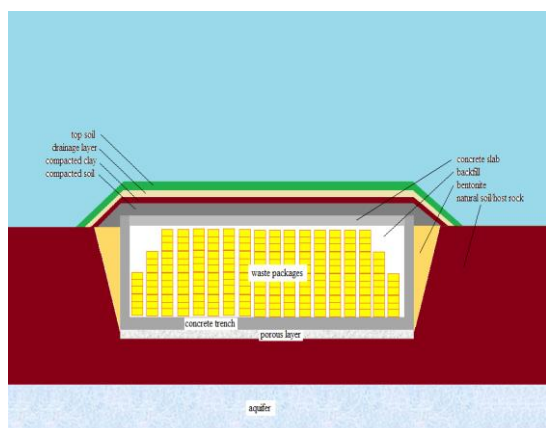 top soil
drainage layer
compacted clay
compacted soil
concrete slab
backfill
bentonite
natural soil/host rock
waste packages
concrete trench
porous layer
aquifer